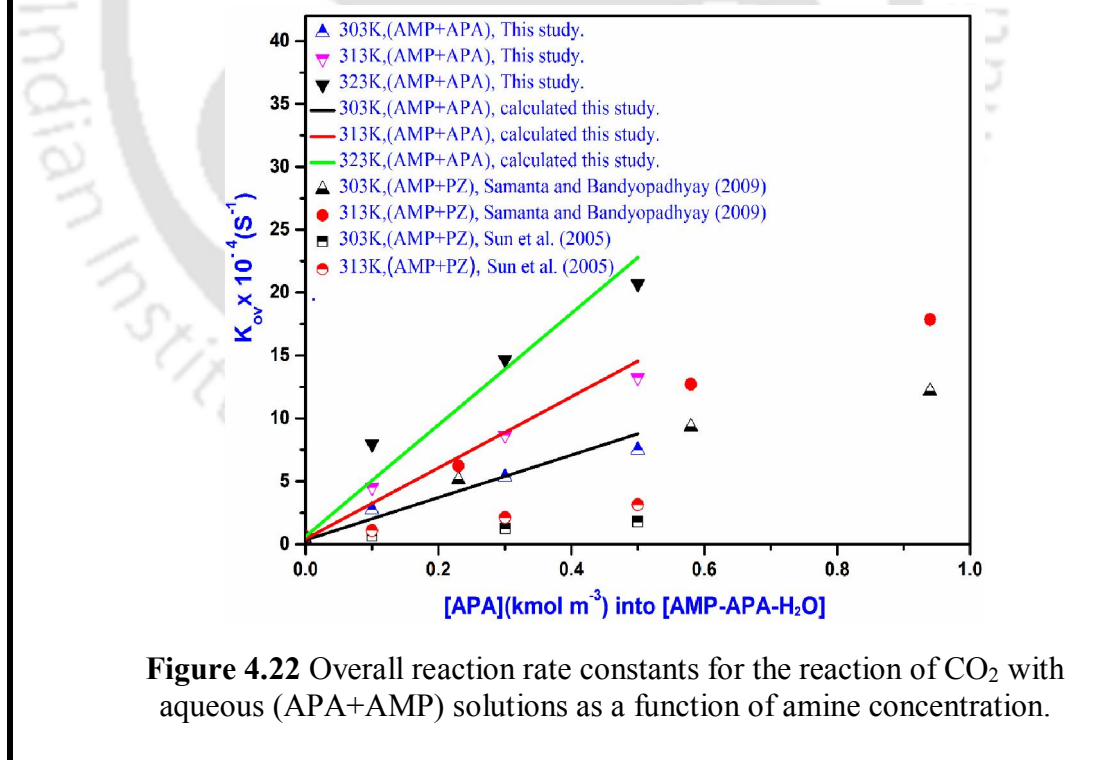 Indian Institu
40
35
30
25
20
15
10
5
0
K_ov x 10^-4 (S^-1)
303K,(AMP+APA), This study.
313K,(AMP+APA), This study.
323K,(AMP+APA), This study.
303K,(AMP+APA), calculated this study.
313K,(AMP+APA), calculated this study.
323K,(AMP+APA), calculated this study.
303K,(AMP+PZ), Samanta and Bandyopadhyay (2009)
313K,(AMP+PZ), Samanta and Bandyopadhyay (2009)
303K,(AMP+PZ), Sun et al. (2005)
313K,(AMP+PZ), Sun et al. (2005)
0.0 0.2 0.4 0.6 0.8 1.0
[APA](kmol m^-3) into [AMP-APA-H₂O]
Figure 4.22 Overall reaction rate constants for the reaction of CO₂ with
aqueous (APA+AMP) solutions as a function of amine concentration.